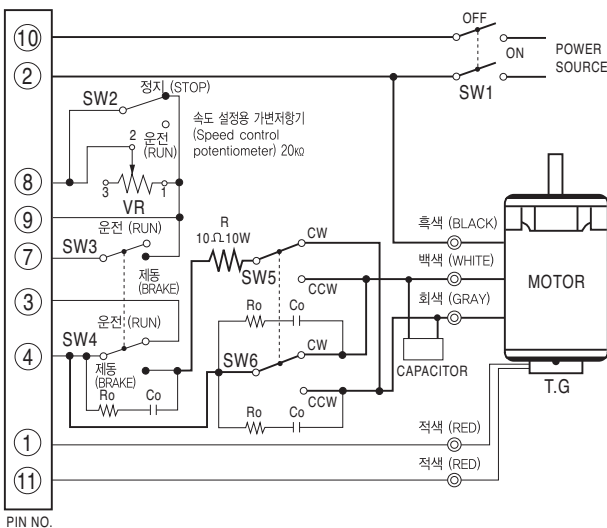 OFF
10
ON
POWER
SOURCE
2
SW1
정지 (STOP)
SW2
운전
(RUN)
속도 설정용 가변저항기
(Speed control
potentiometer) 20kΩ
2
8
3
1
VR
9
운전 (RUN)
7
SW3
제동
(BRAKE)
R
10Ω10W
SW5
CW
CCW
흑색 (BLACK)
백색 (WHITE)
회색 (GRAY)
MOTOR
3
운전 (RUN)
4
SW4
제동
(BRAKE)
Ro
Co
Ro
Co
CW
SW6
CCW
Ro
Co
CAPACITOR
T.G
1
적색 (RED)
11
적색 (RED)
PIN NO.